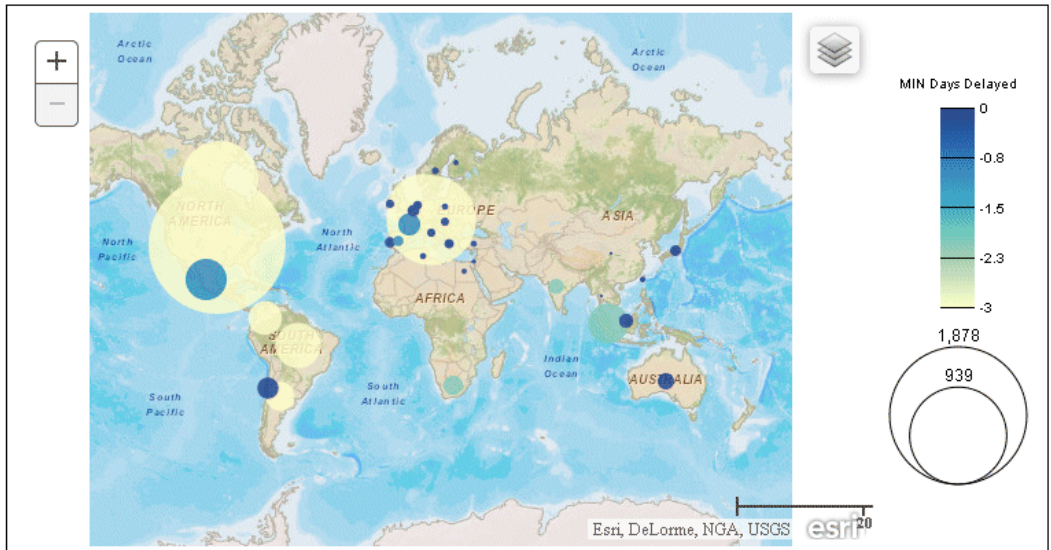 +
−
Arctic
Ocean
Arctic
Ocean
MIN Days Delayed
0
-0.8
-1.5
-2.3
-3
NORTH
AMERICA
EUROPE
ASIA
North
Pacific
North
Atlantic
AFRICA
SOUTH
AMERICA
Indian
Ocean
AUSTRALIA
South
Pacific
South
Atlantic
1,878
939
Esri, DeLorme, NGA, USGS
esri
20